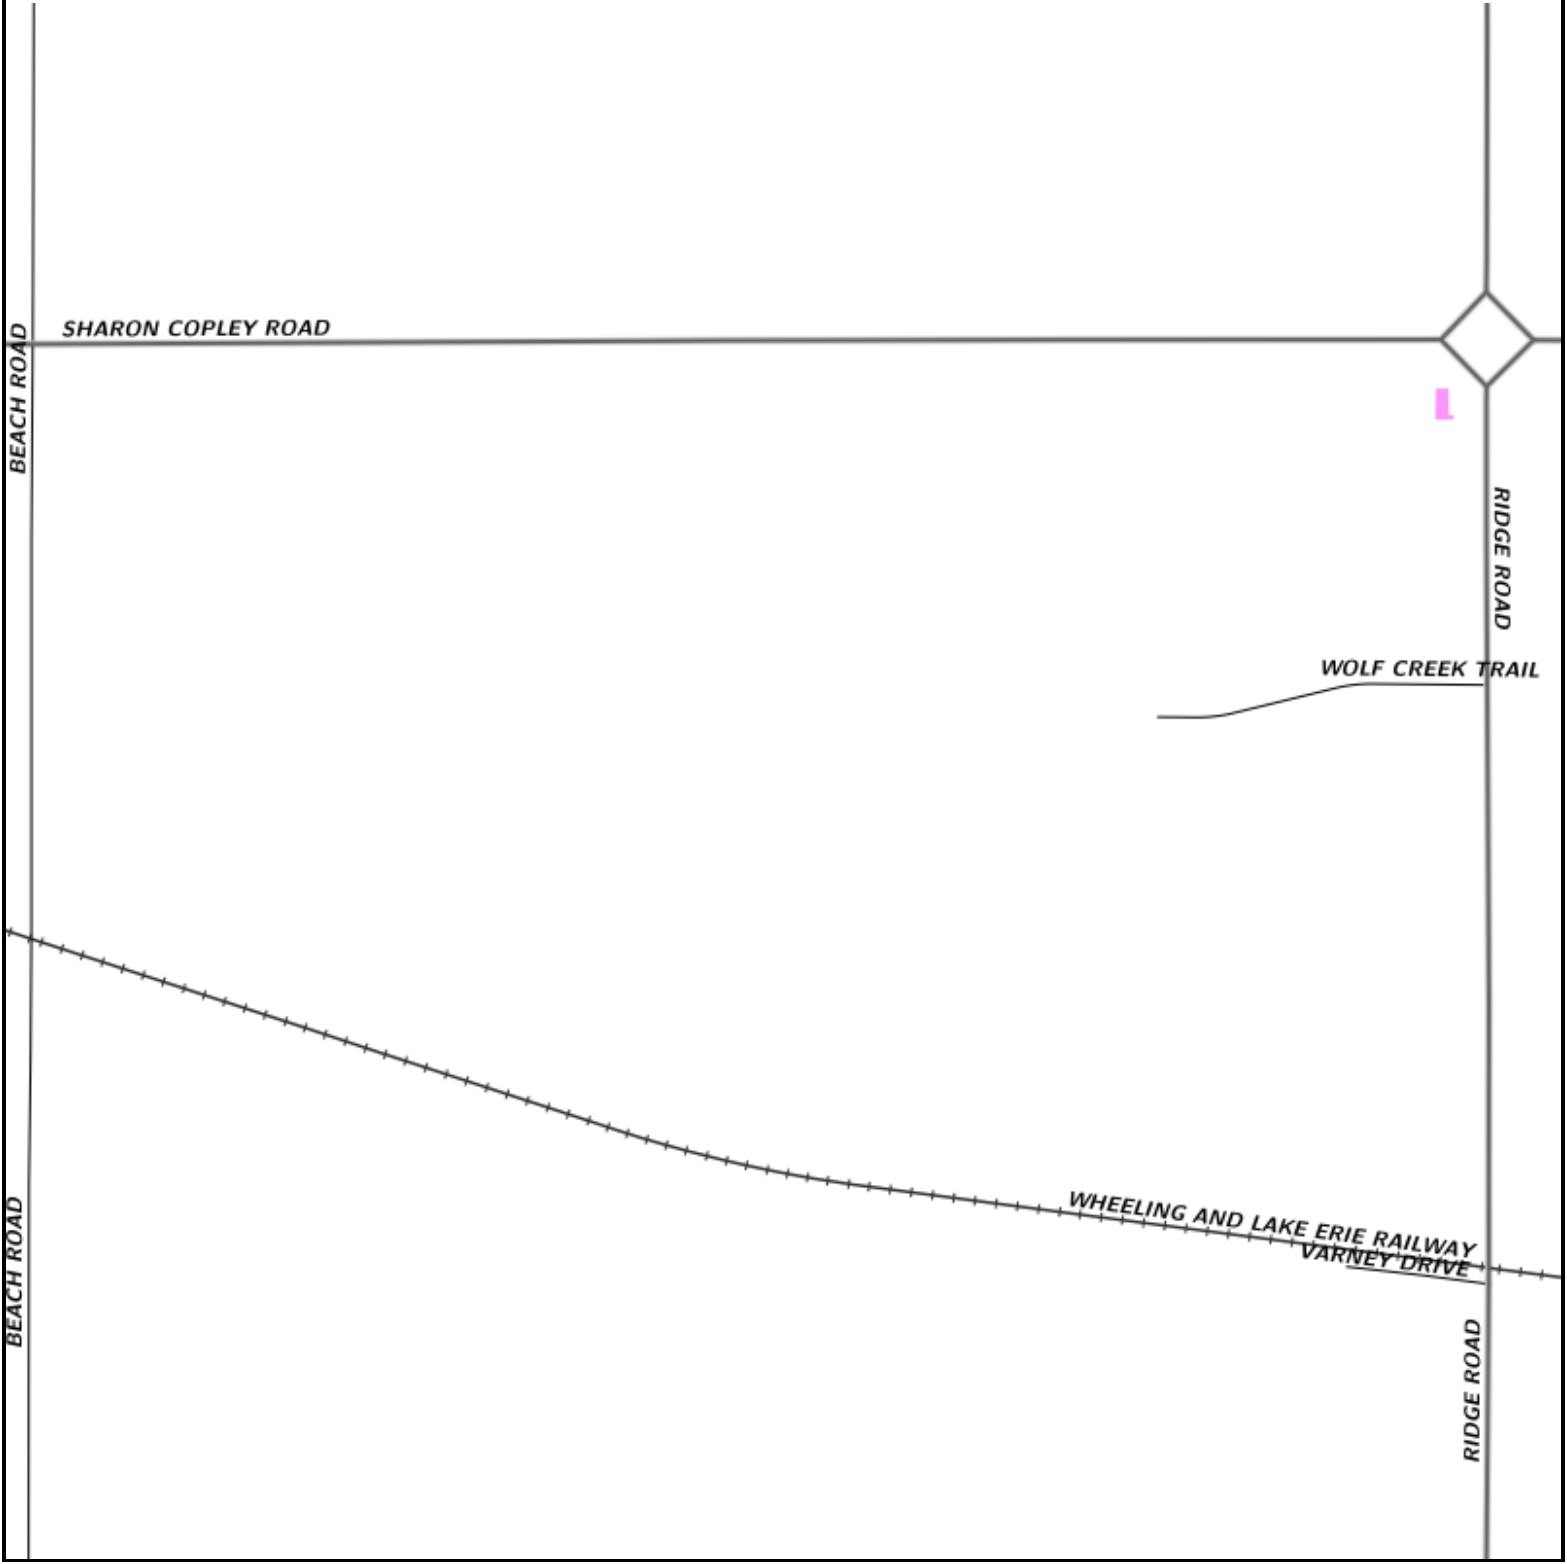 SHARON COPLEY ROAD
BEACH ROAD
RIDGE ROAD
WOLF CREEK TRAIL
WHEELING AND LAKE ERIE RAILWAY
VARNEY DRIVE
BEACH ROAD
RIDGE ROAD